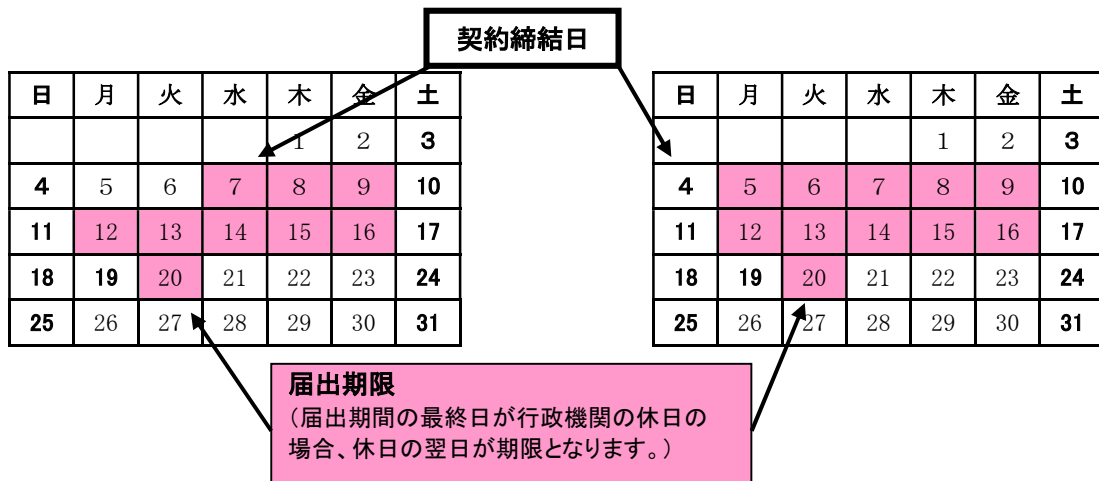 契約締結日
日 月 火 水 木 金 土
1 2 3
4 5 6 7 8 9 10
11 12 13 14 15 16 17
18 19 20 21 22 23 24
25 26 27 28 29 30 31
日 月 火 水 木 金 土
1 2 3
4 5 6 7 8 9 10
11 12 13 14 15 16 17
18 19 20 21 22 23 24
25 26 27 28 29 30 31
届出期限
（届出期間の最終日が行政機関の休日の
場合、休日の翌日が期限となります。）